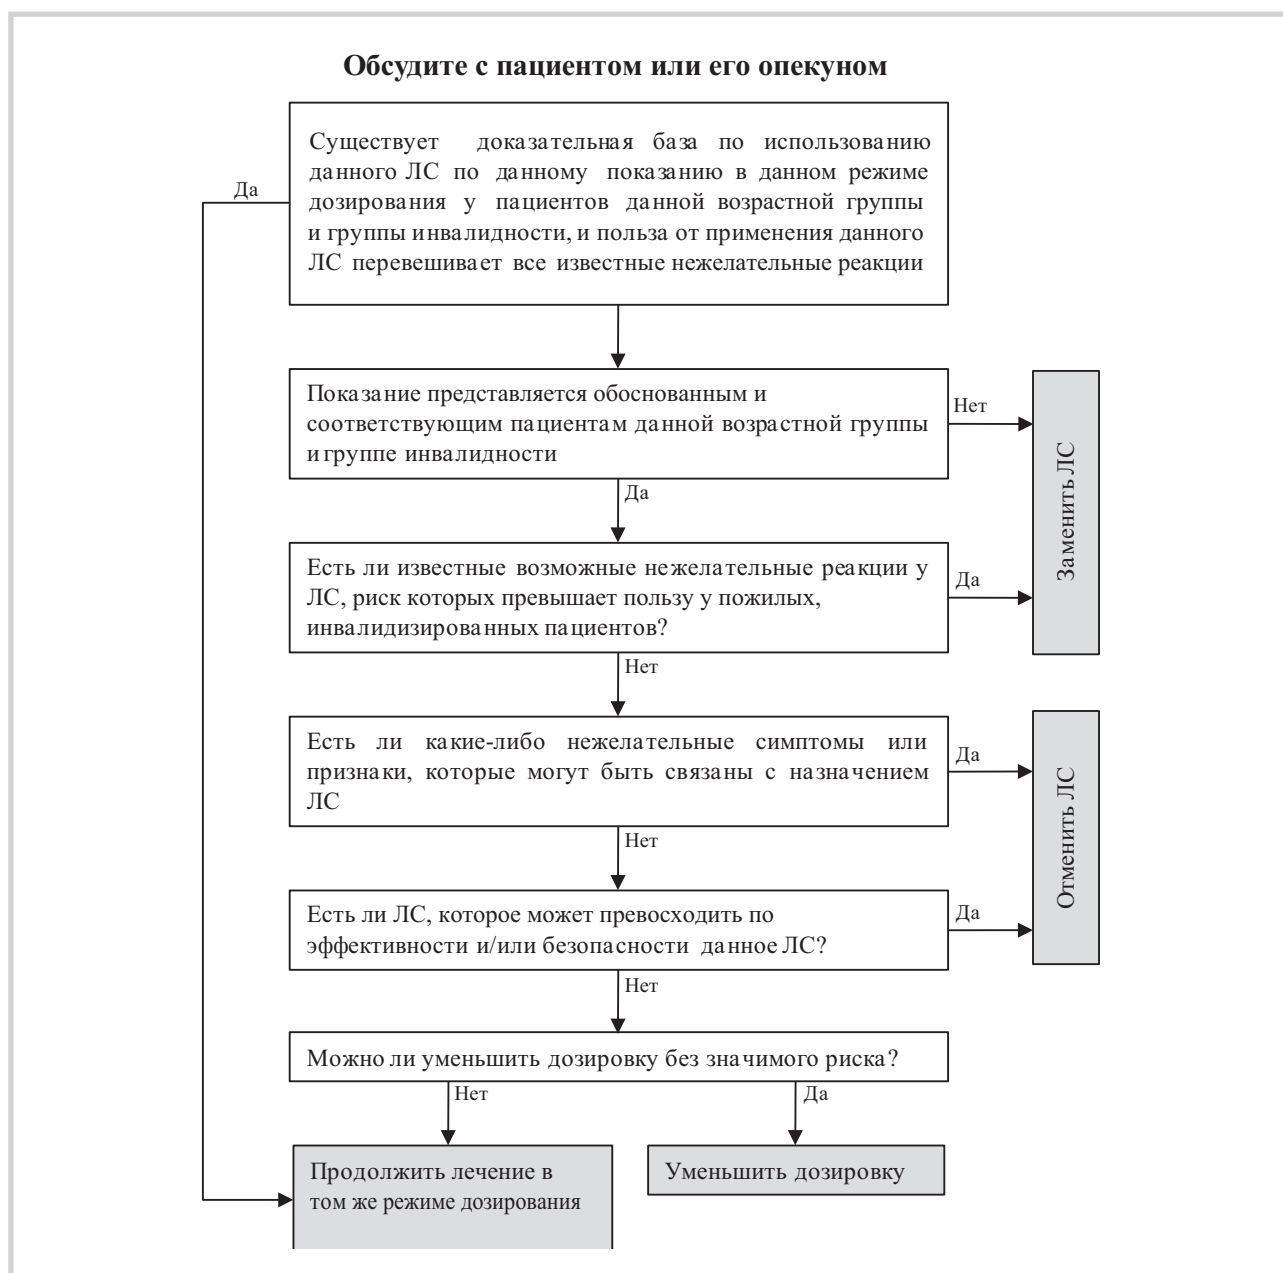 Обсудите с пациентом или его опекуном
Существует доказательная база по использованию
данного ЛС по данному показанию в данном режиме
дозирования у пациентов данной возрастной группы
и группы инвалидности, и польза от применения данного
ЛС перевешивает все известные нежелательные реакции
Да
Показание представляется обоснованным и
соответствующим пациентам данной возрастной группы
и группе инвалидности
Нет
Заменить ЛС
Да
Есть ли известные возможные нежелательные реакции у
ЛС, риск которых превышает пользу у пожилых,
инвалидизированных пациентов?
Да
Нет
Есть ли какие-либо нежелательные симптомы или
признаки, которые могут быть связаны с назначением
ЛС
Да
Отменить ЛС
Нет
Есть ли ЛС, которое может превосходить по
эффективности и/или безопасности данное ЛС?
Да
Нет
Можно ли уменьшить дозировку без значимого риска?
Нет
Да
Продолжить лечение в
том же режиме дозирования
Уменьшить дозировку